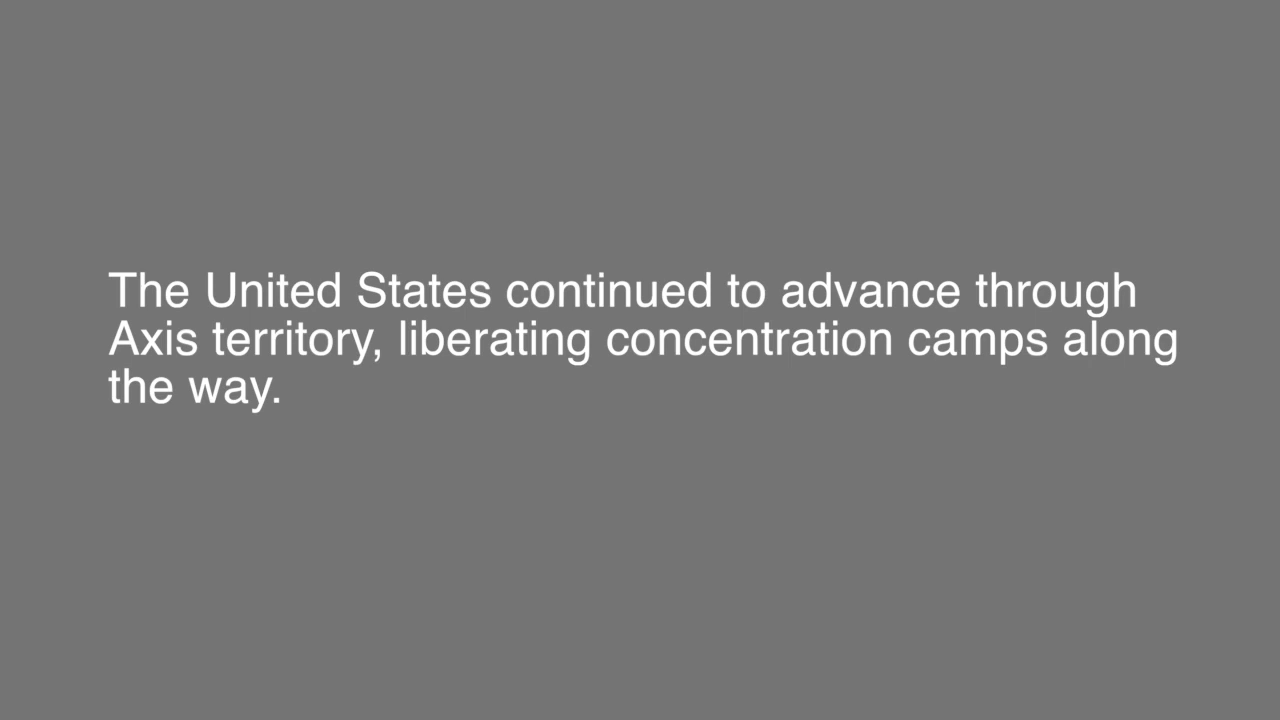 The United States continued to advance through
Axis territory, liberating concentration camps along
the way.